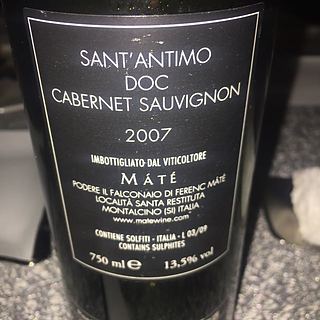 SANT'ANTIMO
DOC
CABERNET SAUVIGNON
2007
IMBOTTIGLIATO DAL VITICOLTORE
MÁTÉ
PODERE IL FALCONAIO DI FERENC MÁTÉ
LOCALITÀ SANTA RESTITUTA
MONTALCINO (SI) ITALIA
www.matewine.com
CONTIENE SOLFITI - ITALIA - L 03/09
CONTAINS SULPHITES
750 ml e 13,5% vol